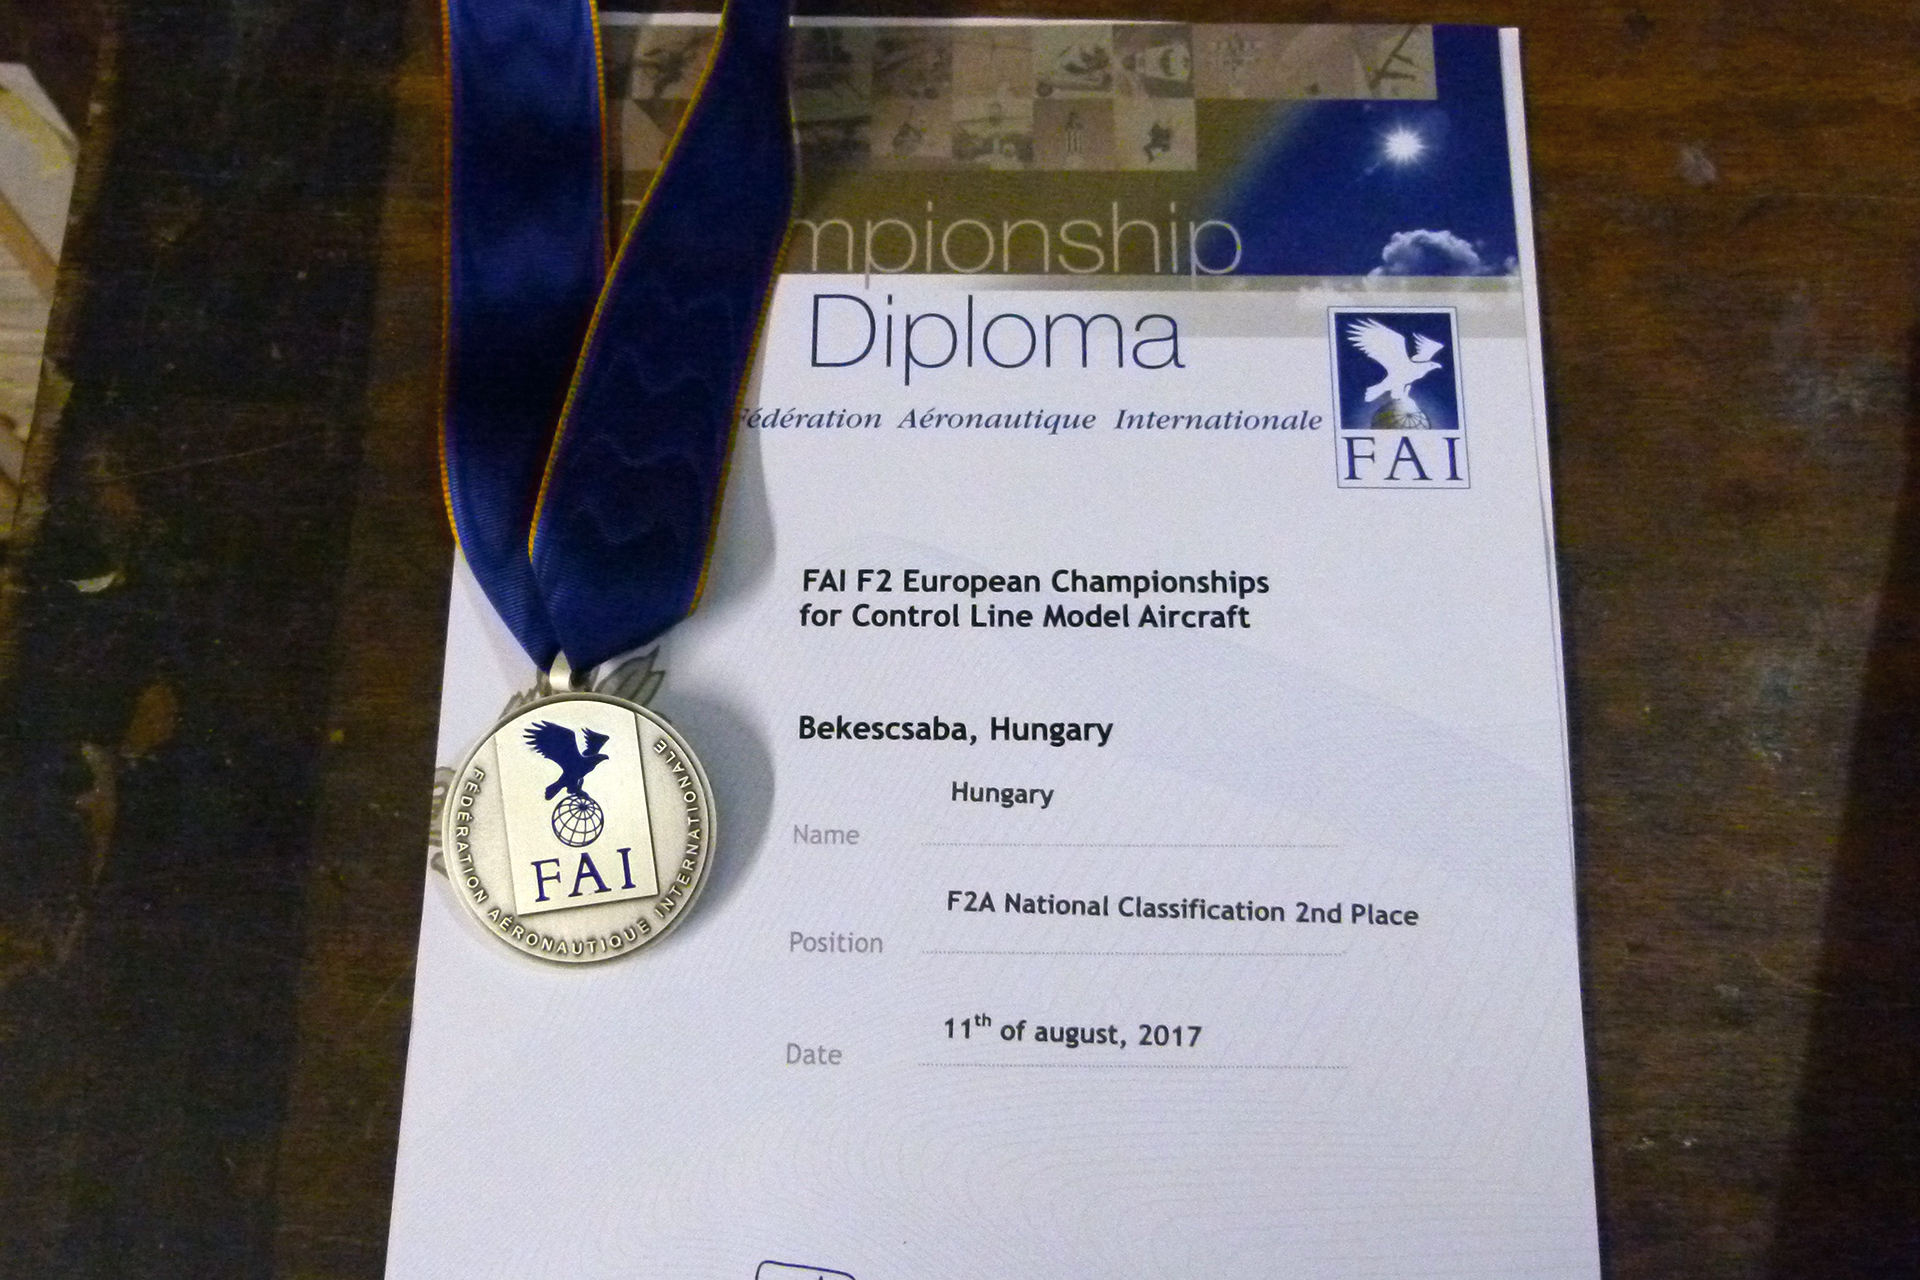 mpionship
Diploma
Fédération Aéronautique Internationale
FAI
FAI F2 European Championships
for Control Line Model Aircraft
Bekescsaba, Hungary
Hungary
Name
F2A National Classification 2nd Place
Position
11th of august, 2017
Date
FAI
FÉDÉRATION AÉRONAUTIQUE INTERNATIONALE